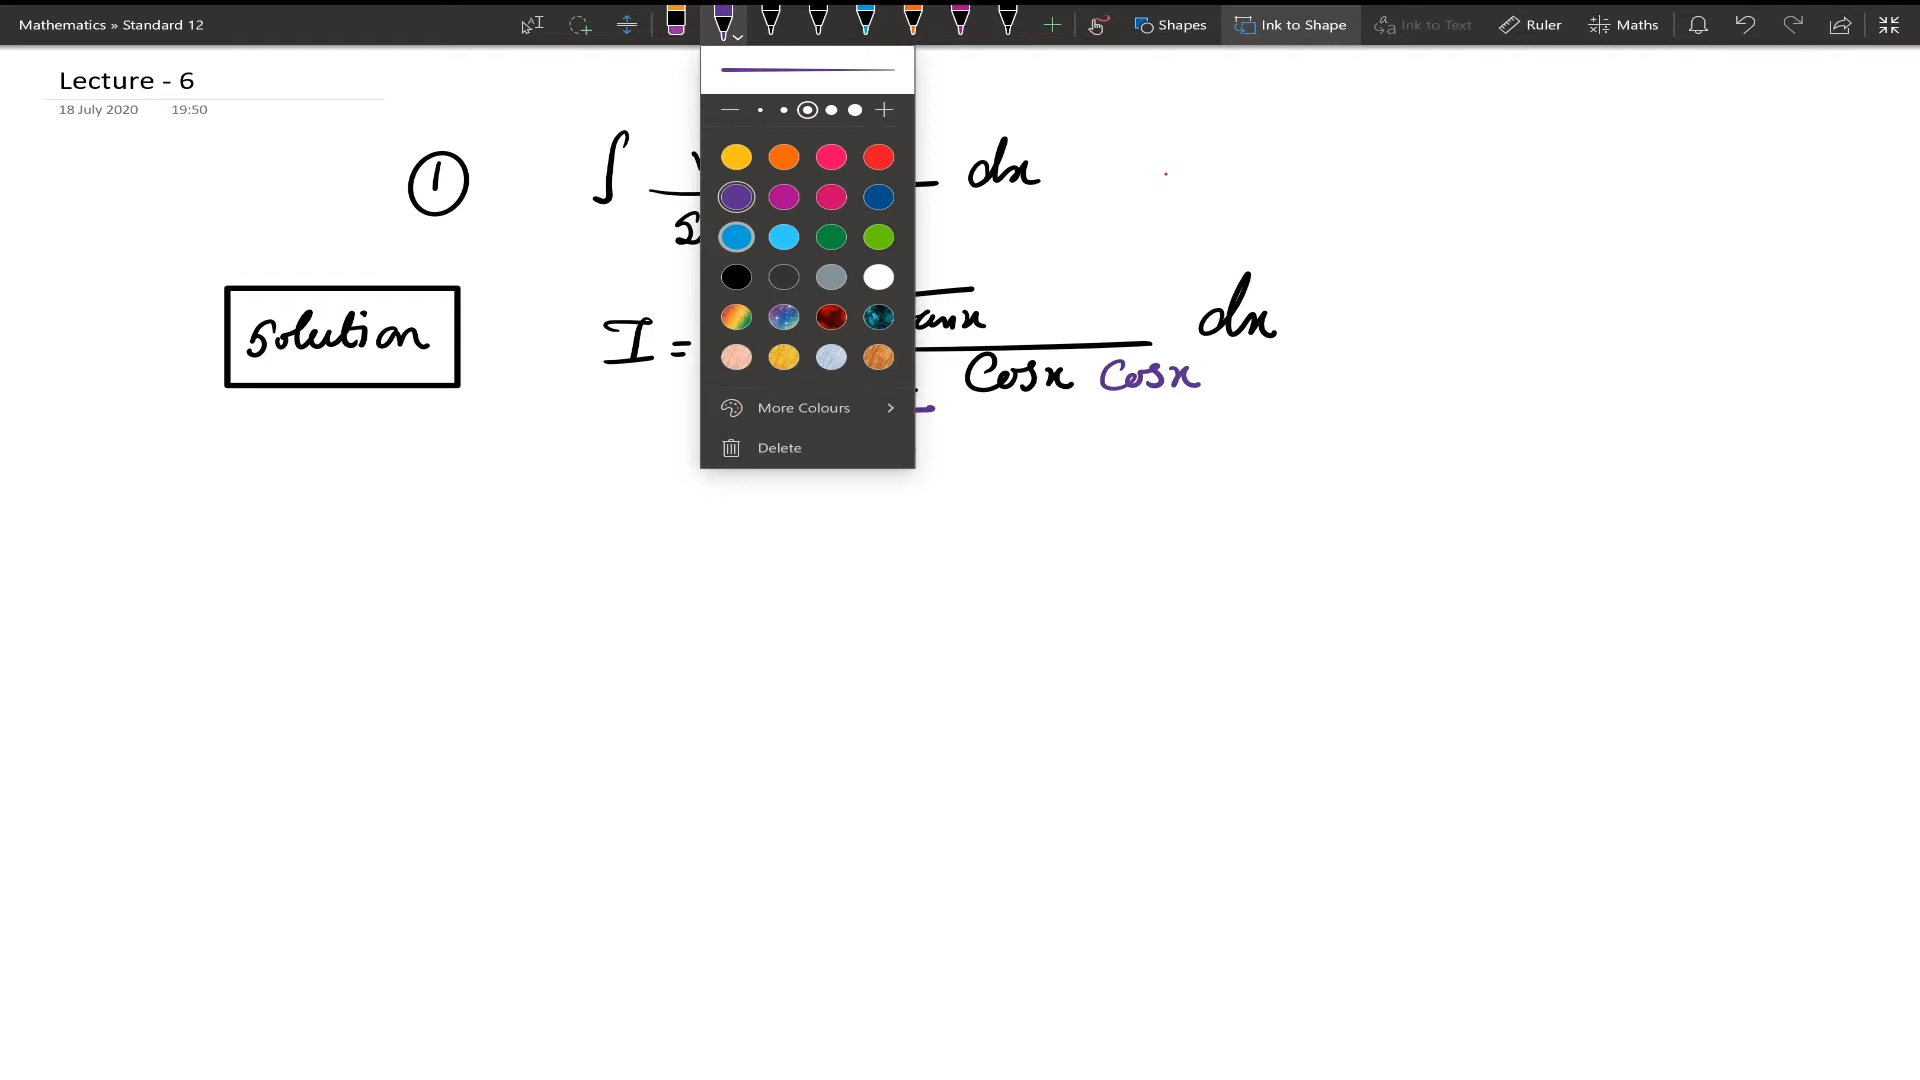 Mathematics » Standard 12
Shapes
Ink to Shape
Ink to Text
Ruler
Maths
Lecture - 6
18 July 2020 19:50
① ∫ dx
Solution
I = anx dx
Cosx Cosx
More Colours
Delete